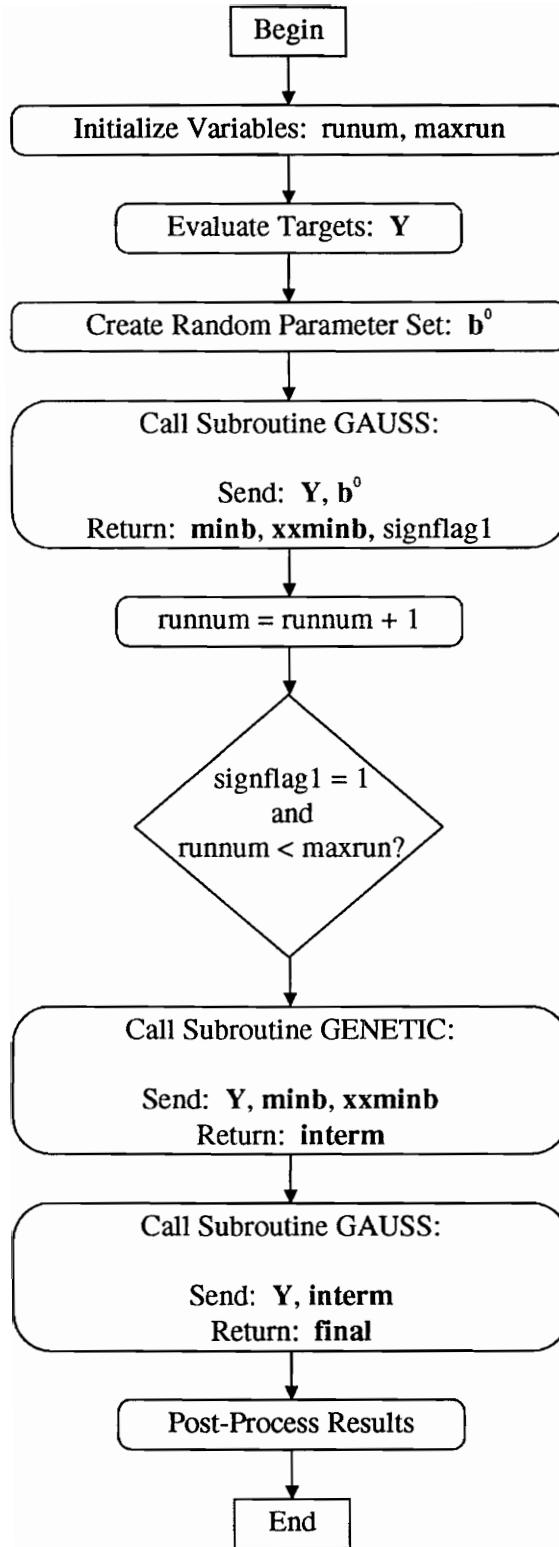 Begin
Initialize Variables: runum, maxrun
Evaluate Targets: Y
Create Random Parameter Set: b⁰
Call Subroutine GAUSS:
Send: Y, b⁰
Return: minb, xxminb, signflag1
runnum = runnum + 1
signflag1 = 1
and
runnum < maxrun?
Call Subroutine GENETIC:
Send: Y, minb, xxminb
Return: interm
Call Subroutine GAUSS:
Send: Y, interm
Return: final
Post-Process Results
End